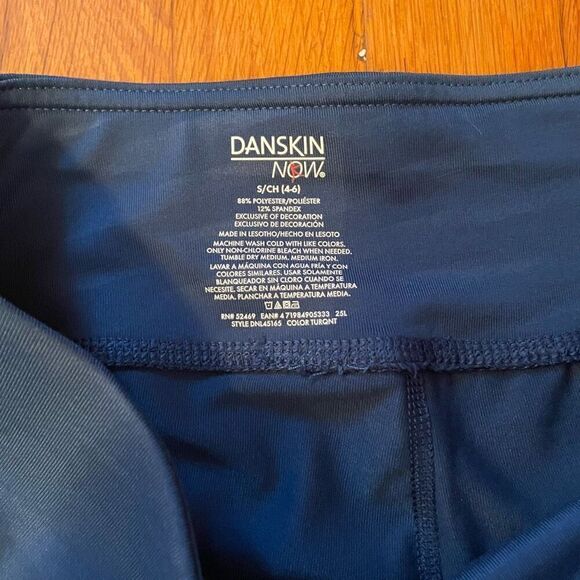 DANSKIN
NOW®
S/CH (4-6)
88% POLYESTER/POLIÉSTER
12% SPANDEX
EXCLUSIVE OF DECORATION
EXCLUSIVO DE DECORACIÓN
MADE IN LESOTHO/HECHO EN LESOTO
MACHINE WASH COLD WITH LIKE COLORS.
ONLY NON-CHLORINE BLEACH WHEN NEEDED.
TUMBLE DRY MEDIUM. MEDIUM IRON.
LAVAR A MÁQUINA CON AGUA FRÍA Y CON
COLORES SIMILARES. USAR SOLAMENTE
BLANQUEADOR SIN CLORO CUANDO SE
NECESITE, SECAR EN MÁQUINA A TEMPERATURA
MEDIA. PLANCHAR A TEMPERATURA MEDIA.
RN# 52469 EAN# 4 71984905333 25L
STYLE DNL45165 COLOR TURQNT